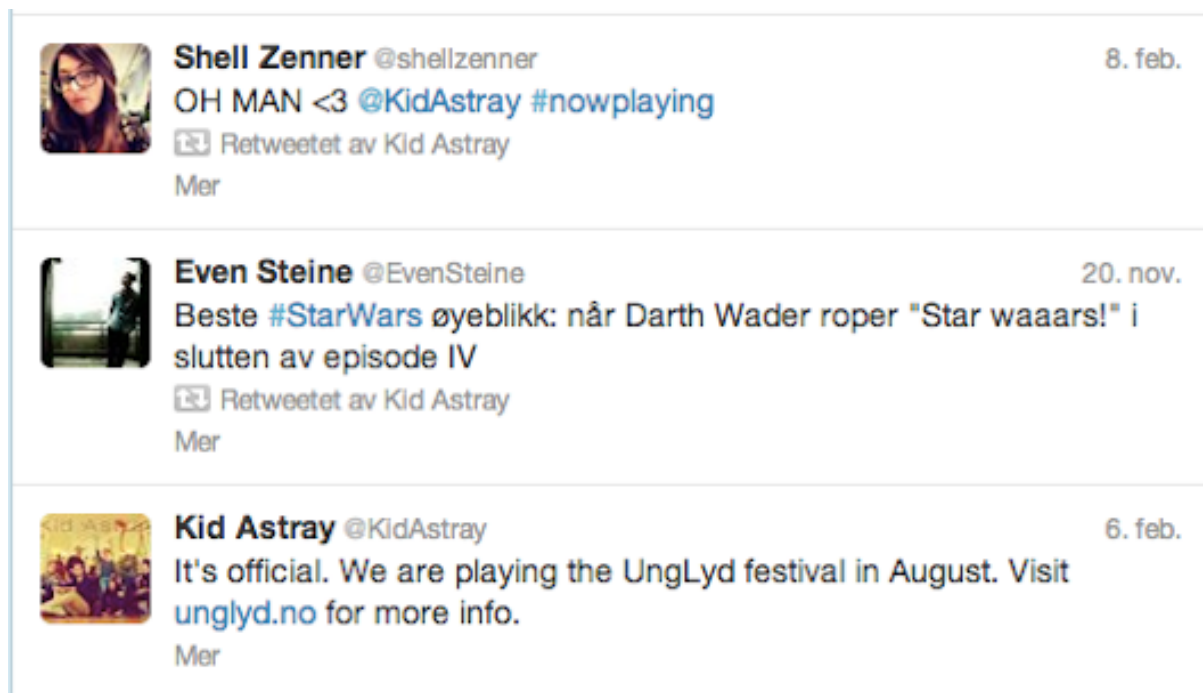 Shell Zenner @shellzenner 8. feb.
OH MAN <3 @KidAstray #nowplaying
Retweetet av Kid Astray
Mer
Even Steine @EvenSteine 20. nov.
Beste #StarWars øyeblikk: når Darth Wader roper "Star waaars!" i
slutten av episode IV
Retweetet av Kid Astray
Mer
Kid Astray
Kid Astray @KidAstray 6. feb.
It's official. We are playing the UngLyd festival in August. Visit
unglyd.no for more info.
Mer